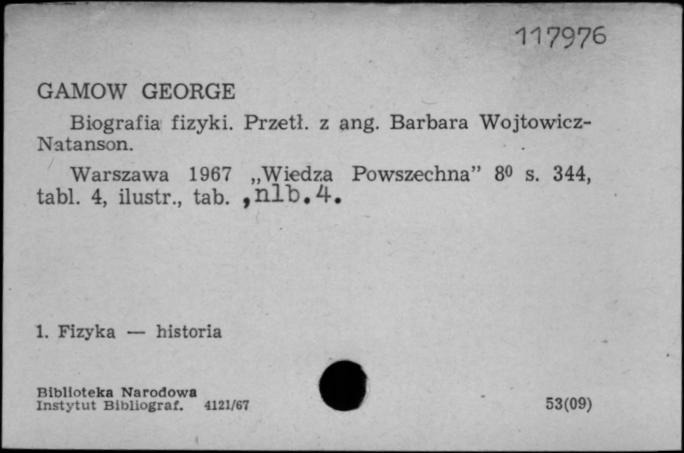 117976
GAMOW GEORGE
Biografia fizyki. Przetł. z ang. Barbara Wojtowicz-
Natanson.
Warszawa 1967 „Wiedza Powszechna” 8⁰ s. 344,
tabl. 4, ilustr., tab. ,nlb.4.
1. Fizyka — historia
Biblioteka Narodowa
Instytut Bibliograf. 4121/67
53(09)